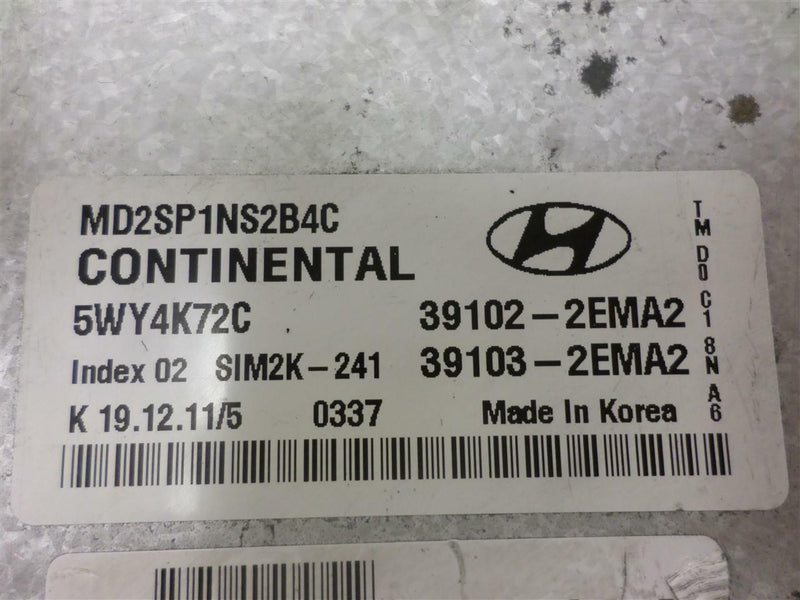 MD2SP1NS2B4C
CONTINENTAL
5WY4K72C 39102-2EMA2
Index 02 SIM2K-241 39103-2EMA2
K 19.12.11/5 0337 Made In Korea
TM D0 C1 8N A6